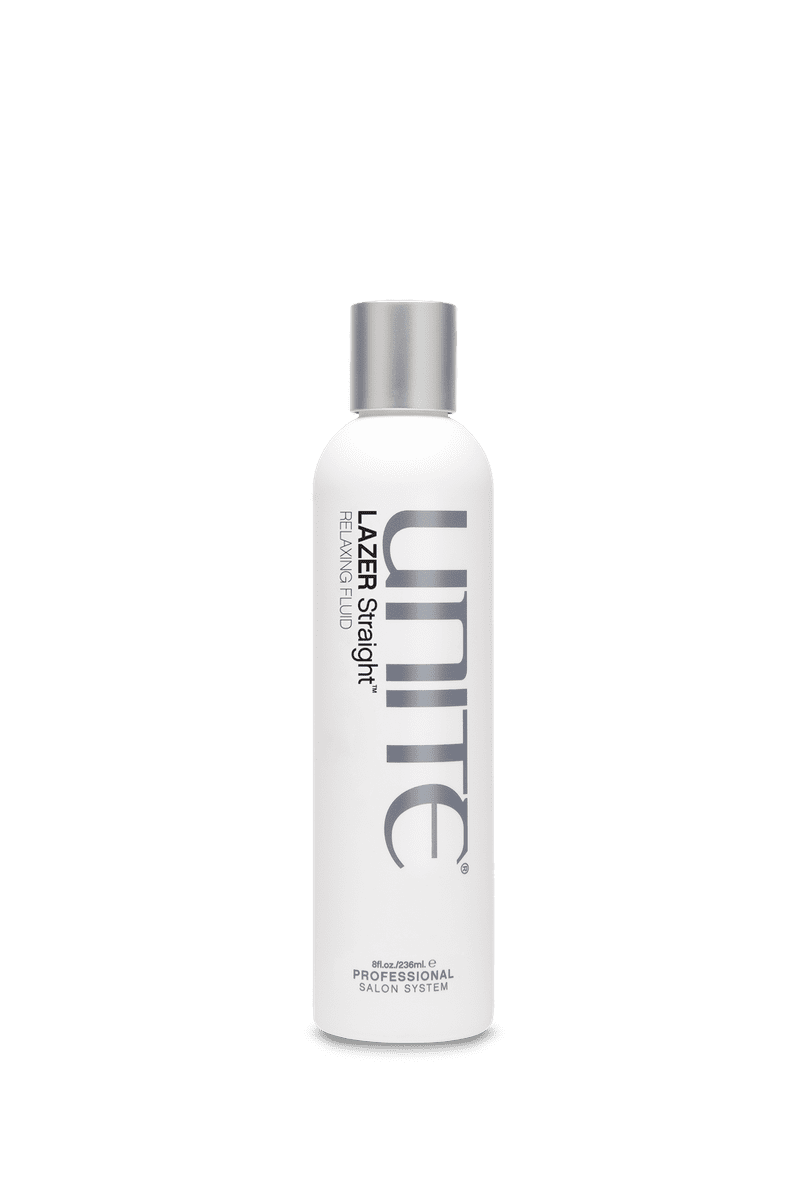 UNITE®
LAZER Straight™
RELAXING FLUID
8fl.oz./236ml. ℮
PROFESSIONAL
SALON SYSTEM